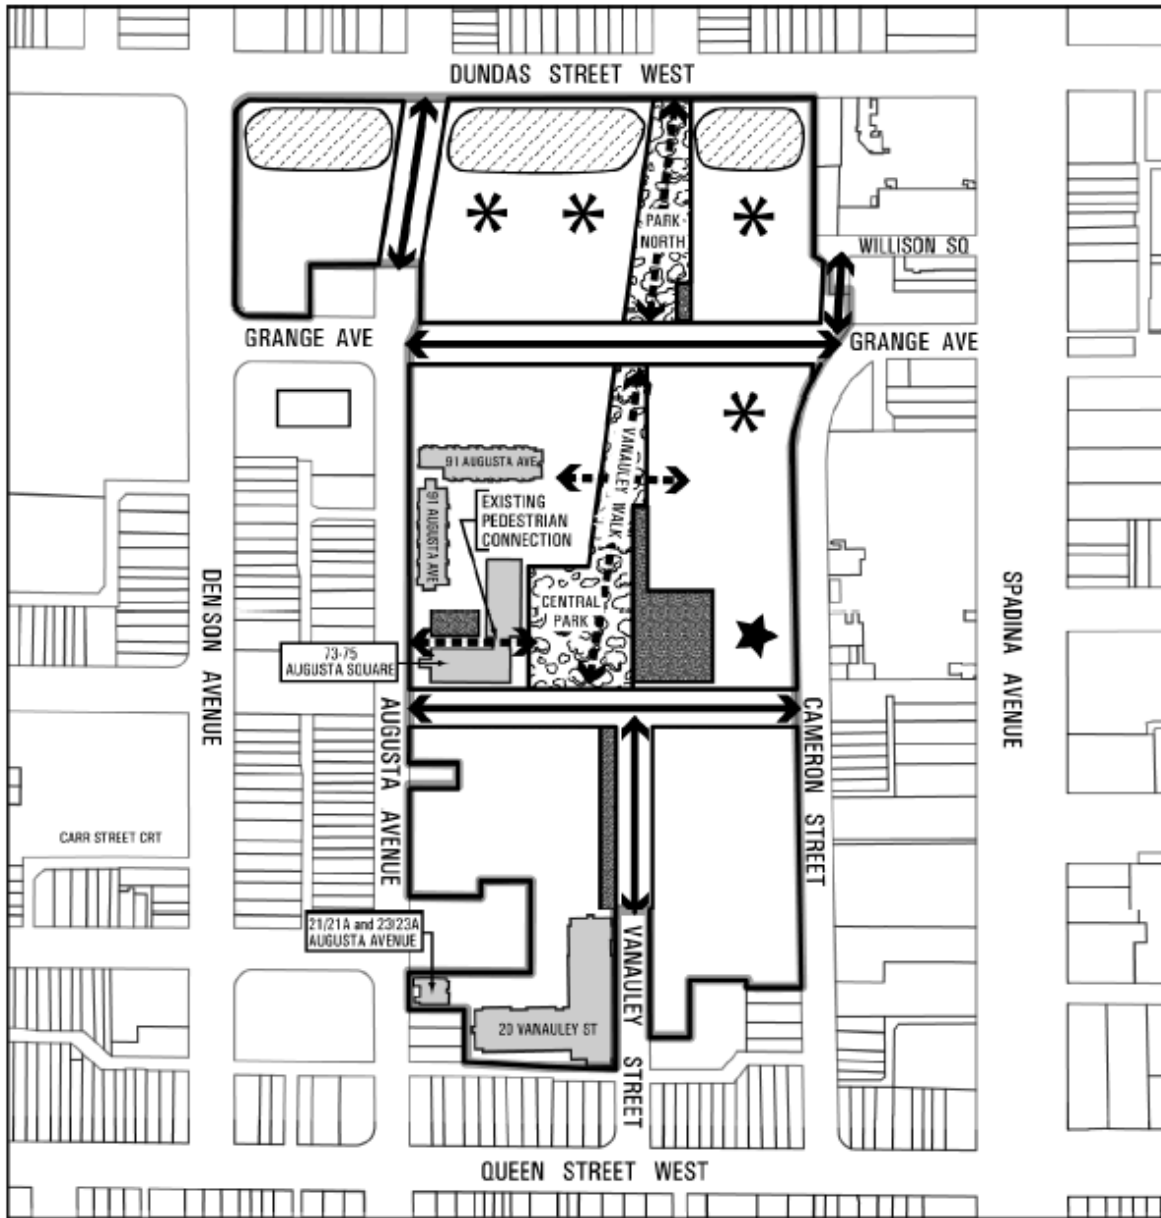 DUNDAS STREET WEST
PARK
NORTH
WILLISON SQ
GRANGE AVE
GRANGE AVE
VANAULEY WALK
91 AUGUSTA AVE
91 AUGUSTA AVE
EXISTING
PEDESTRIAN
CONNECTION
CENTRAL
PARK
73-75
AUGUSTA SQUARE
DENISON AVENUE
SPADINA AVENUE
AUGUSTA AVENUE
CAMERON STREET
CARR STREET CRT
21/21A and 23/23A
AUGUSTA AVENUE
20 VANAULEY ST
VANAULEY STREET
QUEEN STREET WEST